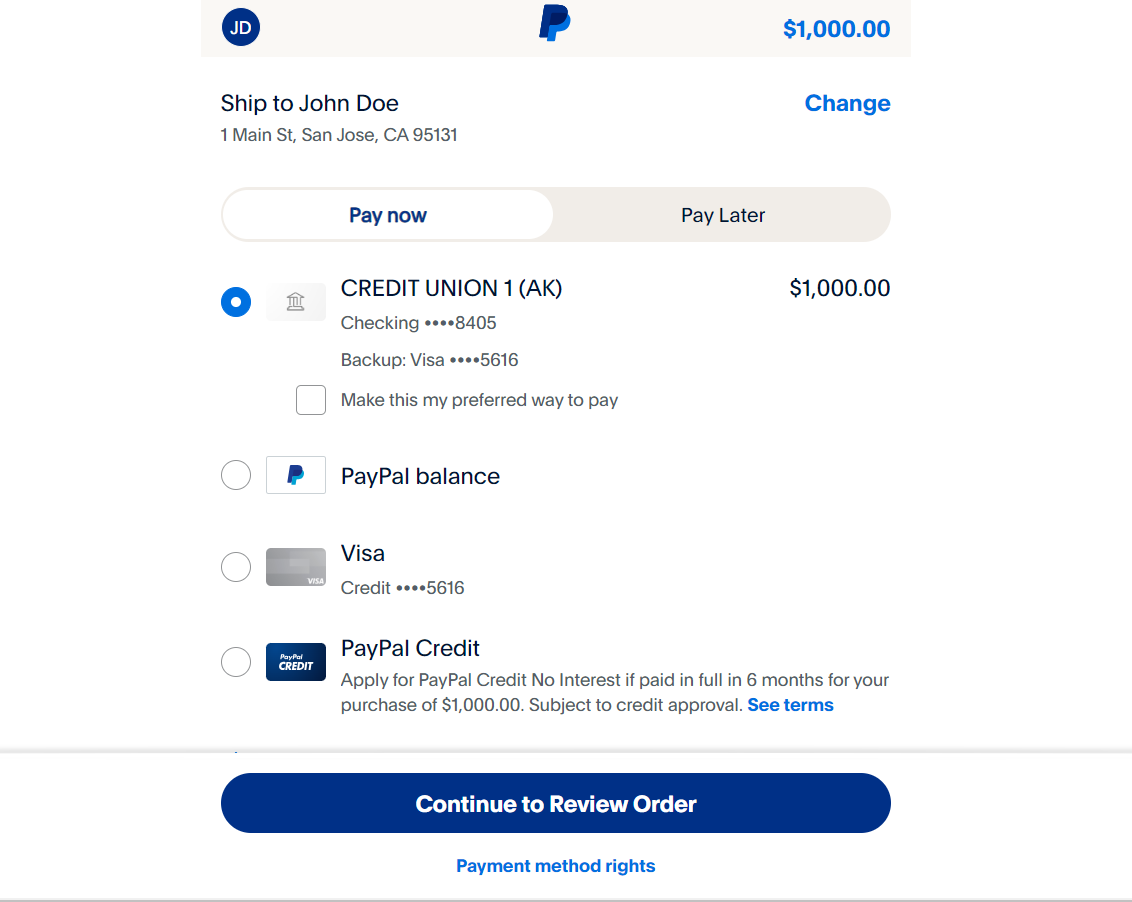 JD
$1,000.00
Ship to John Doe
Change
1 Main St, San Jose, CA 95131
Pay now
Pay Later
CREDIT UNION 1 (AK)
$1,000.00
Checking ••••8405
Backup: Visa ••••5616
Make this my preferred way to pay
PayPal balance
VISA
Visa
Credit ••••5616
PayPal
CREDIT
PayPal Credit
Apply for PayPal Credit No Interest if paid in full in 6 months for your
purchase of $1,000.00. Subject to credit approval. See terms
Continue to Review Order
Payment method rights